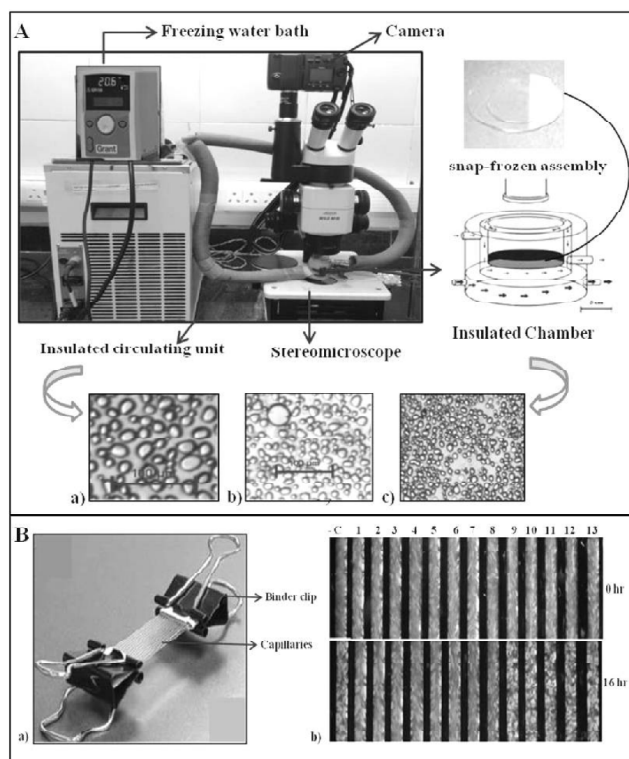 A
Freezing water bath
Camera
Grant
snap-frozen assembly
Insulated circulating unit
Stereomicroscope
Insulated Chamber
a)
b)
c)
B
Binder clip
Capillaries
a)
- C 1 2 3 4 5 6 7 8 9 10 11 12 13
0 hr
16 hr
b)